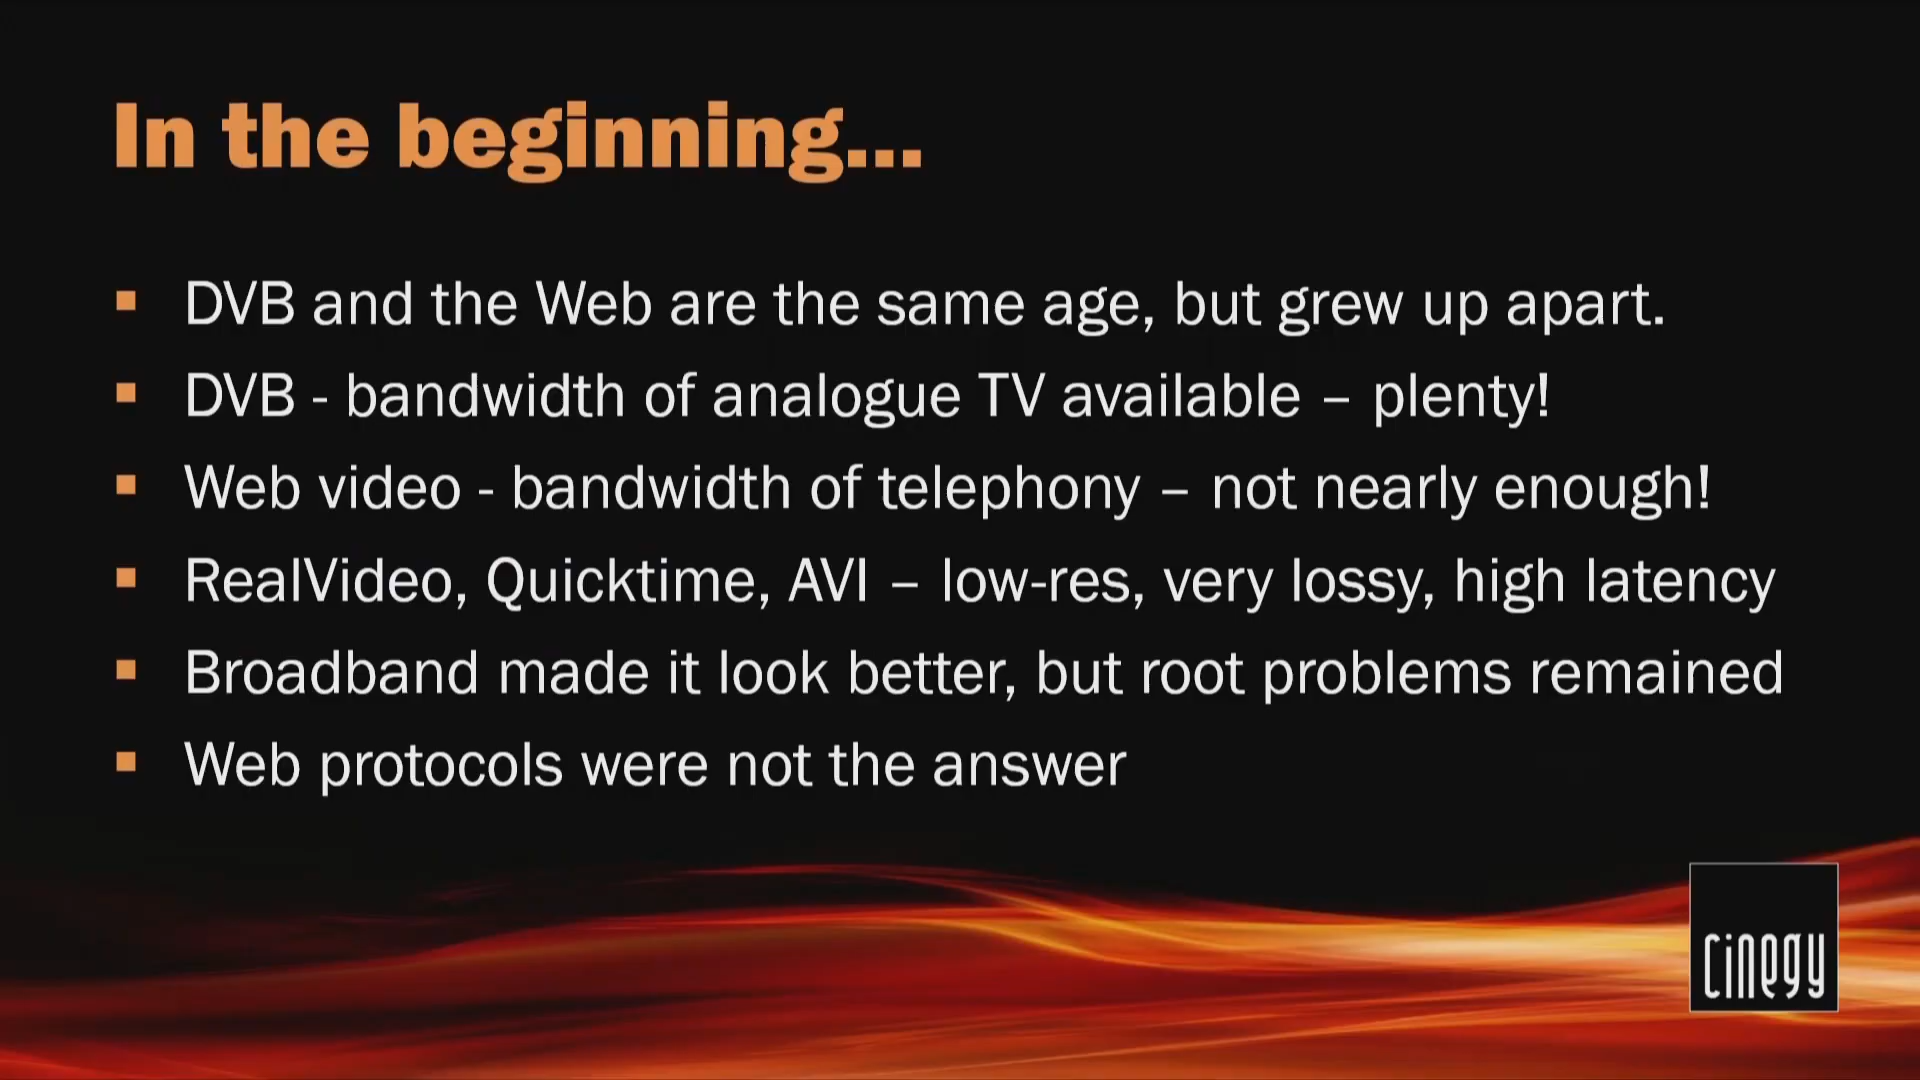 In the beginning...
DVB and the Web are the same age, but grew up apart.
DVB - bandwidth of analogue TV available – plenty!
Web video - bandwidth of telephony – not nearly enough!
RealVideo, Quicktime, AVI – low-res, very lossy, high latency
Broadband made it look better, but root problems remained
Web protocols were not the answer
cinegy